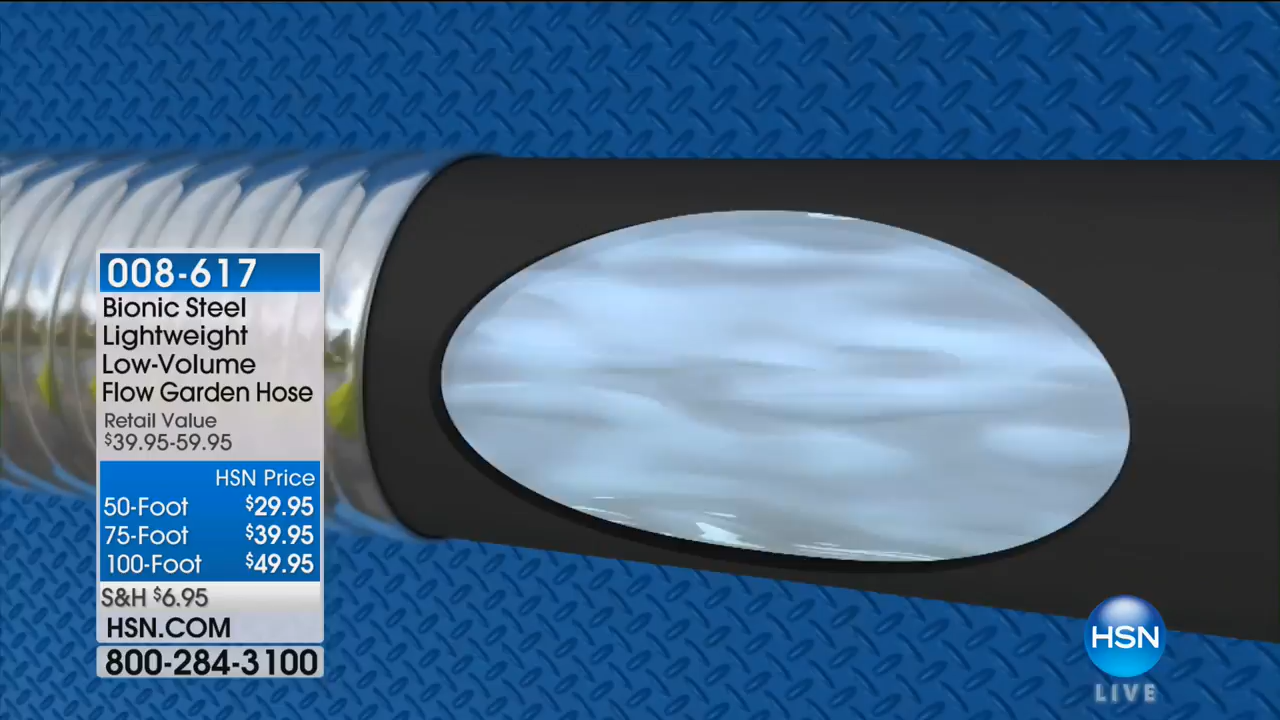 008-617
Bionic Steel
Lightweight
Low-Volume
Flow Garden Hose
Retail Value
$39.95-59.95
HSN Price
50-Foot $29.95
75-Foot $39.95
100-Foot $49.95
S&H $6.95
HSN.COM
800-284-3100
HSN
LIVE